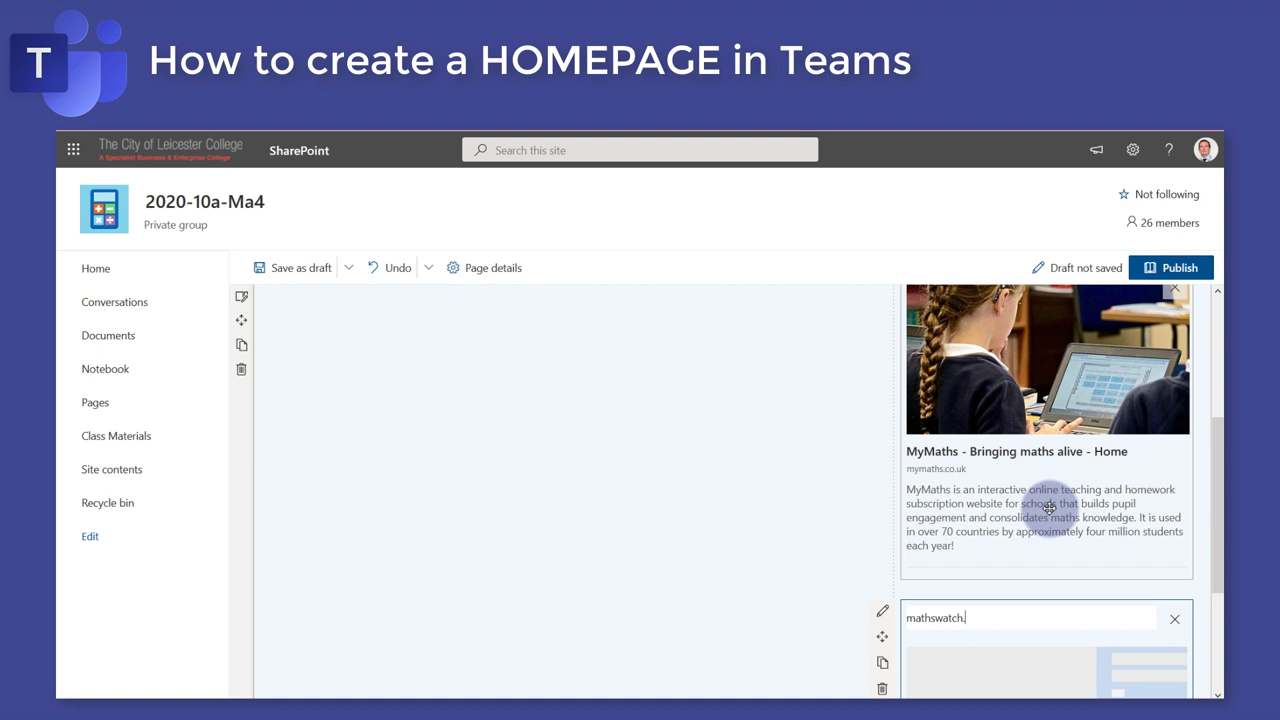 T
How to create a HOMEPAGE in Teams
The City of Leicester College
A Specialist Business & Enterprise College
SharePoint
Search this site
2020-10a-Ma4
Private group
Not following
26 members
Home
Conversations
Documents
Notebook
Pages
Class Materials
Site contents
Recycle bin
Edit
Save as draft
Undo
Page details
Draft not saved
Publish
MyMaths - Bringing maths alive - Home
mymaths.co.uk
MyMaths is an interactive online teaching and homework
subscription website for schools that builds pupil
engagement and consolidates maths knowledge. It is used
in over 70 countries by approximately four million students
each year!
mathswatch.